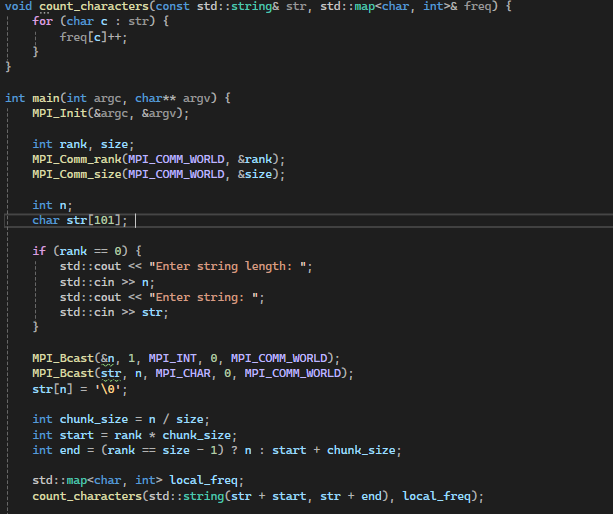 void count_characters(const std::string& str, std::map<char, int>& freq) {
    for (char c : str) {
        freq[c]++;
    }
}

int main(int argc, char** argv) {
    MPI_Init(&argc, &argv);

    int rank, size;
    MPI_Comm_rank(MPI_COMM_WORLD, &rank);
    MPI_Comm_size(MPI_COMM_WORLD, &size);

    int n;
    char str[101];

    if (rank == 0) {
        std::cout << "Enter string length: ";
        std::cin >> n;
        std::cout << "Enter string: ";
        std::cin >> str;
    }

    MPI_Bcast(&n, 1, MPI_INT, 0, MPI_COMM_WORLD);
    MPI_Bcast(str, n, MPI_CHAR, 0, MPI_COMM_WORLD);
    str[n] = '\0';

    int chunk_size = n / size;
    int start = rank * chunk_size;
    int end = (rank == size - 1) ? n : start + chunk_size;

    std::map<char, int> local_freq;
    count_characters(std::string(str + start, str + end), local_freq);